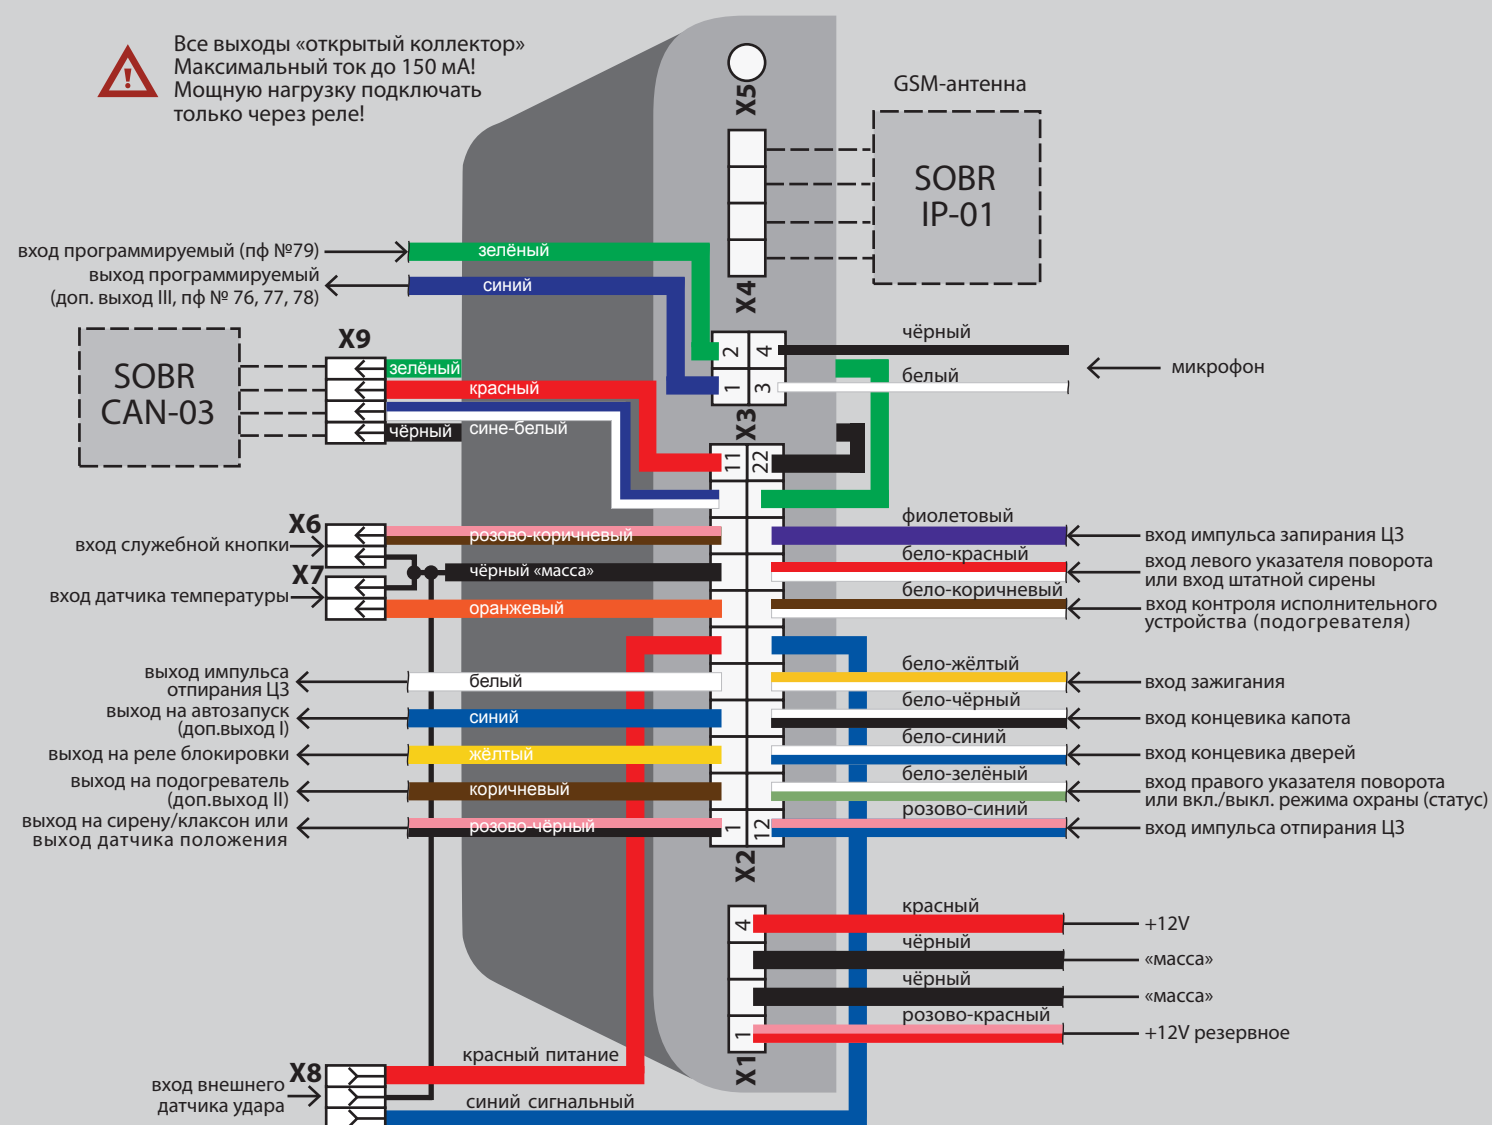 Все выходы «открытый коллектор»
Максимальный ток до 150 мА!
Мощную нагрузку подключать
только через реле!
!
X5
GSM-антенна
SOBR
IP-01
X4
вход программируемый (пф №79)
зелёный
выход программируемый
(доп. выход III, пф № 76, 77, 78)
синий
2
4
1
3
X3
чёрный
белый
микрофон
SOBR
CAN-03
X9
зелёный
красный
чёрный
сине-белый
11
22
X6
вход служебной кнопки
розово-коричневый
X7
чёрный «масса»
вход датчика температуры
оранжевый
фиолетовый
вход импульса запирания ЦЗ
бело-красный
вход левого указателя поворота
или вход штатной сирены
бело-коричневый
вход контроля исполнительного
устройства (подогревателя)
выход импульса
отпирания ЦЗ
белый
выход на автозапуск
(доп.выход I)
синий
выход на реле блокировки
жёлтый
выход на подогреватель
(доп.выход II)
коричневый
выход на сирену/клаксон или
выход датчика положения
розово-чёрный
1
12
X2
бело-жёлтый
вход зажигания
бело-чёрный
вход концевика капота
бело-синий
вход концевика дверей
бело-зелёный
вход правого указателя поворота
или вкл./выкл. режима охраны (статус)
розово-синий
вход импульса отпирания ЦЗ
4
1
X1
красный
+12V
чёрный
«масса»
чёрный
«масса»
розово-красный
+12V резервное
X8
вход внешнего
датчика удара
красный питание
синий сигнальный